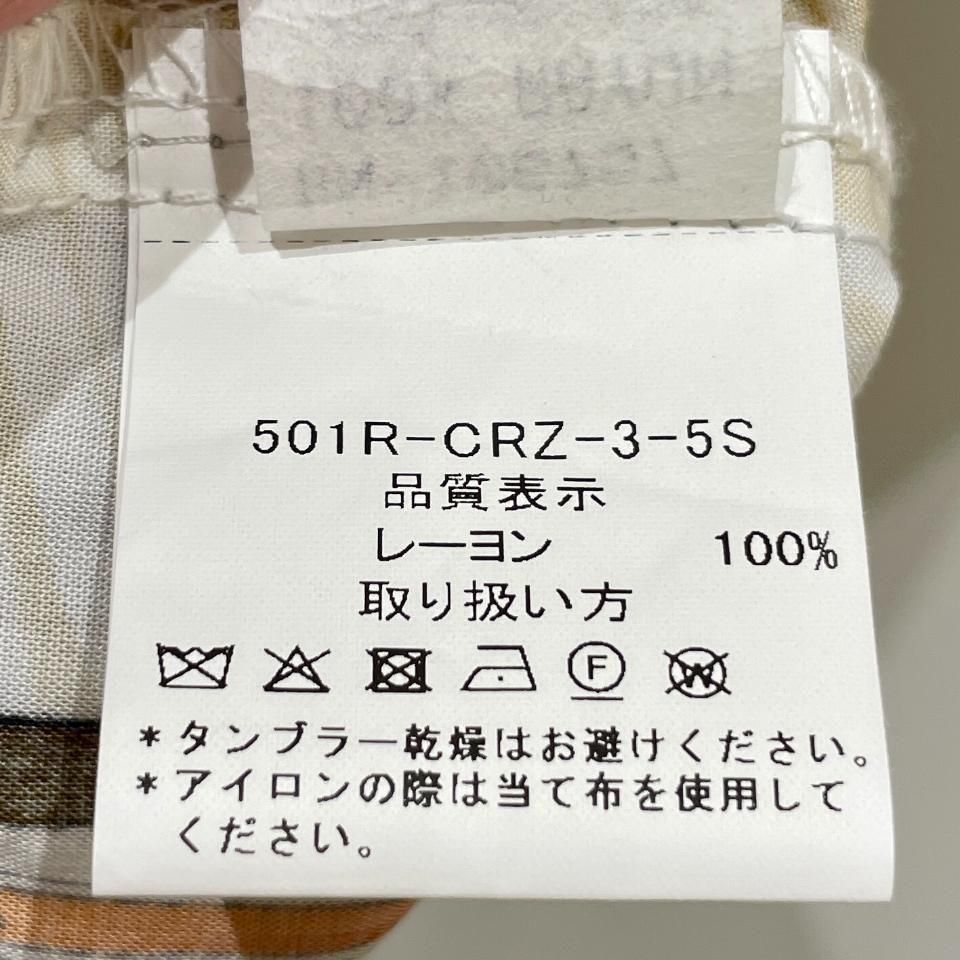 501R-CRZ-3-5S
品質表示
レーヨン 100%
取り扱い方
F
W
*タンブラー乾燥はお避けください。
*アイロンの際は当て布を使用して
ください。